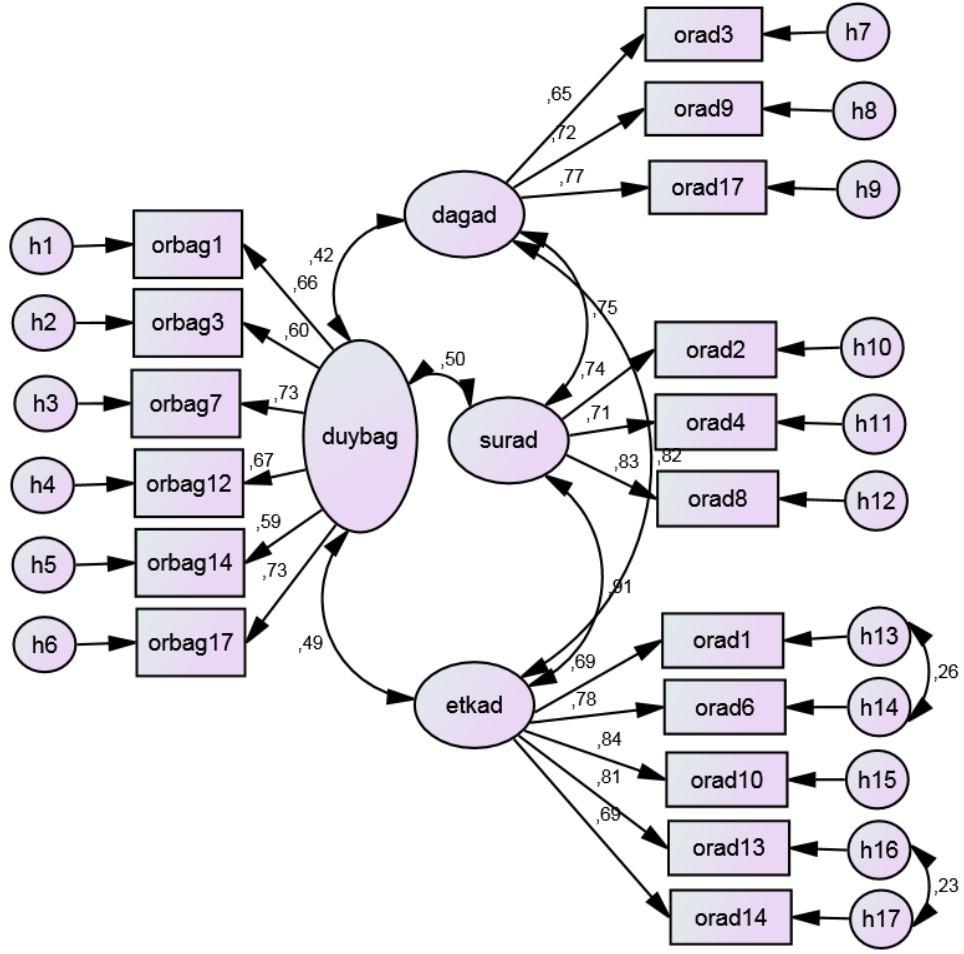 orad3
h7
,65
orad9
h8
,72
,77
orad17
h9
dagad
h1
orbag1
,42
,66
h2
orbag3
,60
,75
h3
orbag7
,73
,50
orad2
h10
,74
duybag
surad
,71
orad4
h11
h4
orbag12
,67
,83
,82
orad8
h12
h5
orbag14
,59
,73
h6
orbag17
,49
,91
orad1
h13
,69
,26
etkad
,78
orad6
h14
,84
orad10
h15
,81
,69
orad13
h16
,23
orad14
h17